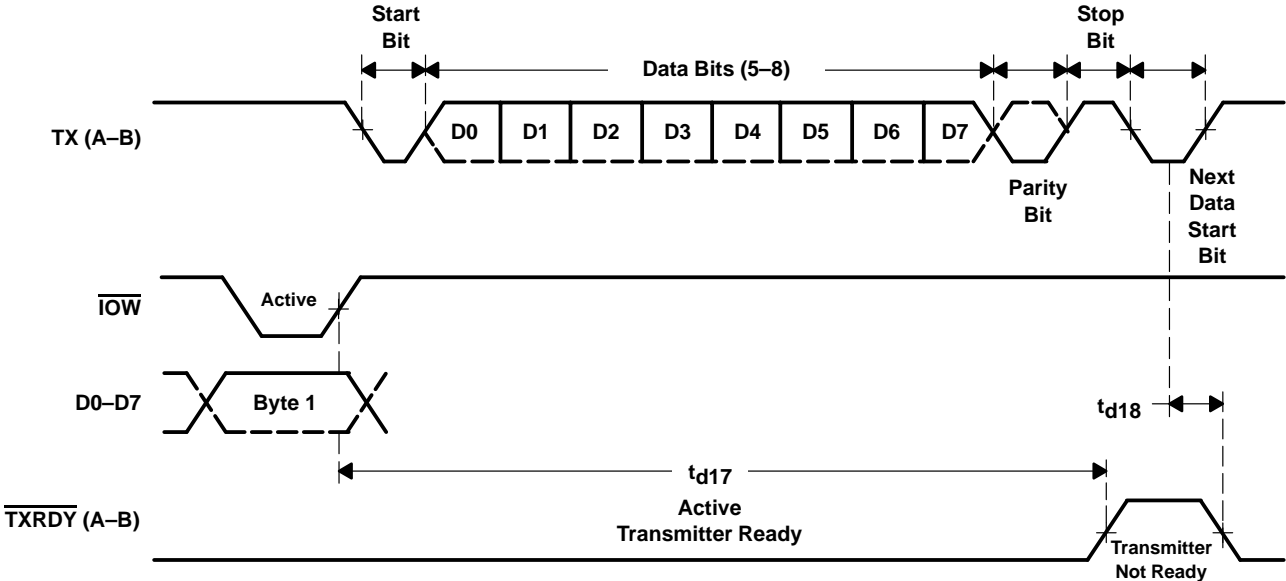 Start
Bit
Stop
Bit
Data Bits (5–8)
TX (A–B)
D0 D1 D2 D3 D4 D5 D6 D7
Parity
Bit
Next
Data
Start
Bit
IOW
Active
D0–D7
Byte 1
td18
td17
TXRDY (A–B)
Active
Transmitter Ready
Transmitter
Not Ready